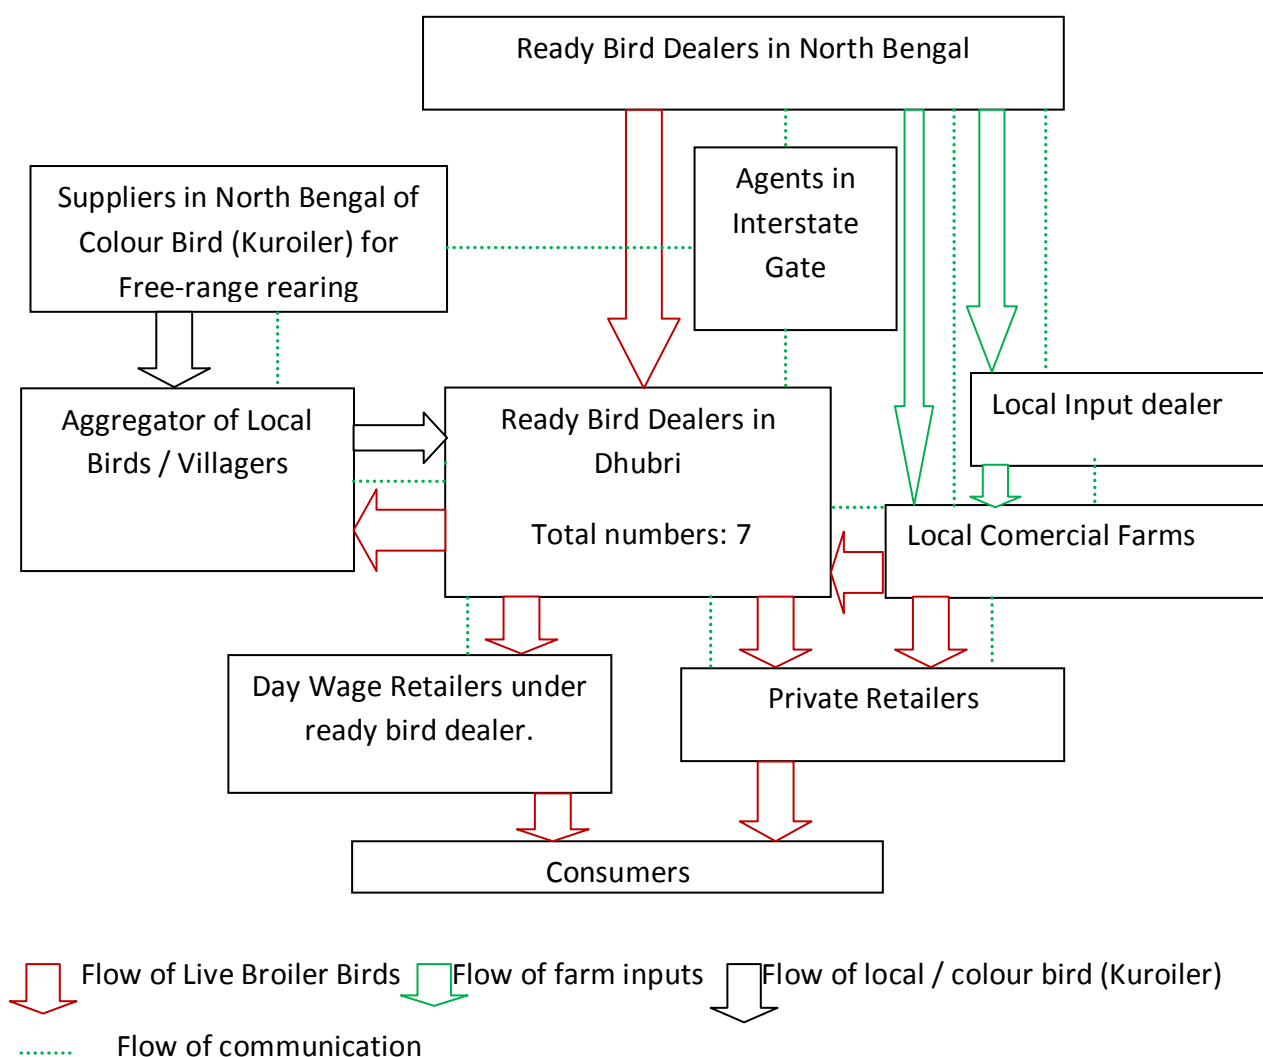 Ready Bird Dealers in North Bengal
Suppliers in North Bengal of
Colour Bird (Kuroiler) for
Free-range rearing
Agents in
Interstate
Gate
Aggregator of Local
Birds / Villagers
Ready Bird Dealers in
Dhubri
Total numbers: 7
Local Input dealer
Local Comercial Farms
Day Wage Retailers under
ready bird dealer.
Private Retailers
Consumers
Flow of Live Broiler Birds
Flow of farm inputs
Flow of local / colour bird (Kuroiler)
Flow of communication